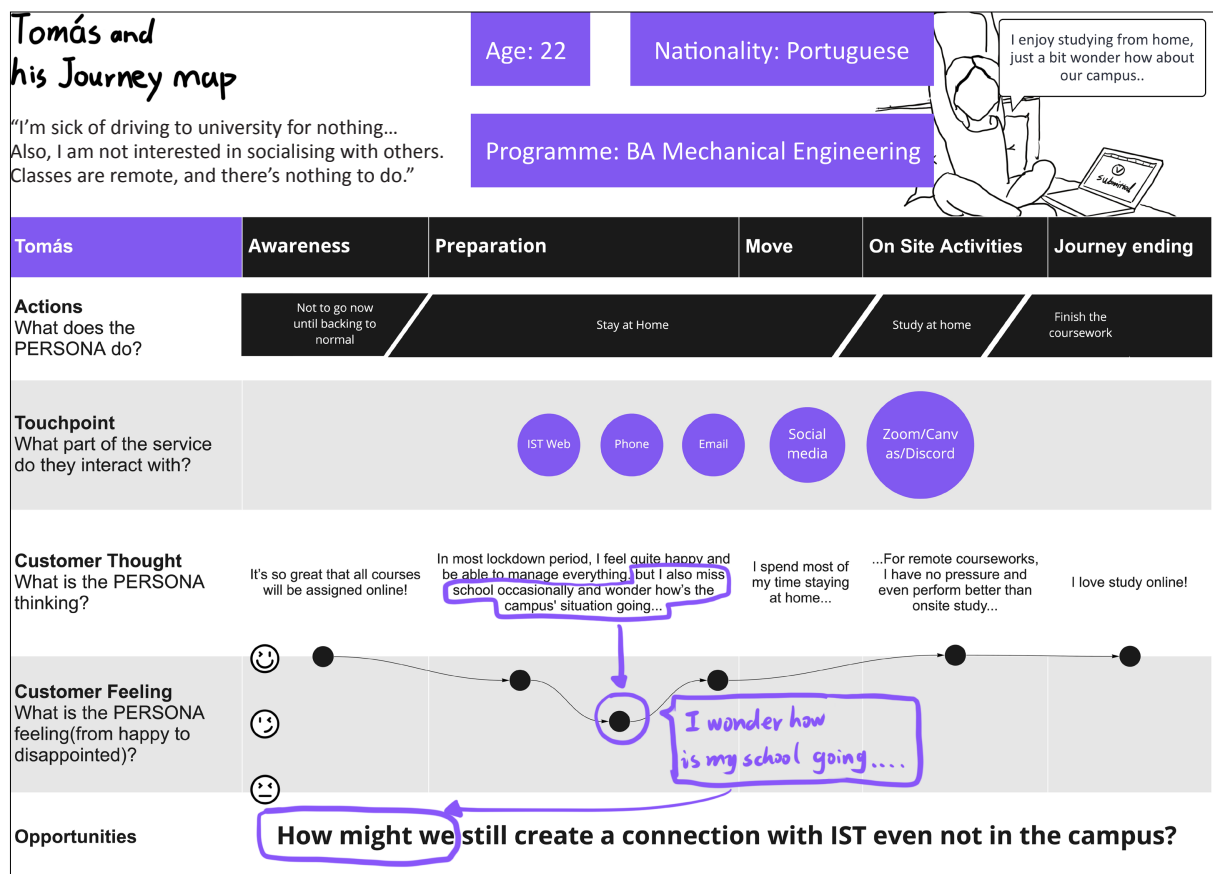 Tomás and
his Journey map
Age: 22
Nationality: Portuguese
I enjoy studying from home,
just a bit wonder how about
our campus..
“I’m sick of driving to university for nothing...
Also, I am not interested in socialising with others.
Classes are remote, and there’s nothing to do.”
Programme: BA Mechanical Engineering
submitted
Tomás
Awareness
Preparation
Move
On Site Activities
Journey ending
Actions
What does the
PERSONA do?
Not to go now
until backing to
normal
Stay at Home
Study at home
Finish the
coursework
Touchpoint
What part of the service
do they interact with?
IST Web
Phone
Email
Social
media
Zoom/Canv
as/Discord
Customer Thought
What is the PERSONA
thinking?
It’s so great that all courses
will be assigned online!
In most lockdown period, I feel quite happy and
be able to manage everything, but I also miss
school occasionally and wonder how’s the
campus’ situation going...
I spend most of
my time staying
at home...
...For remote courseworks,
I have no pressure and
even perform better than
onsite study...
I love study online!
Customer Feeling
What is the PERSONA
feeling(from happy to
disappointed)?
I wonder how
is my school going....
Opportunities
How might we still create a connection with IST even not in the campus?